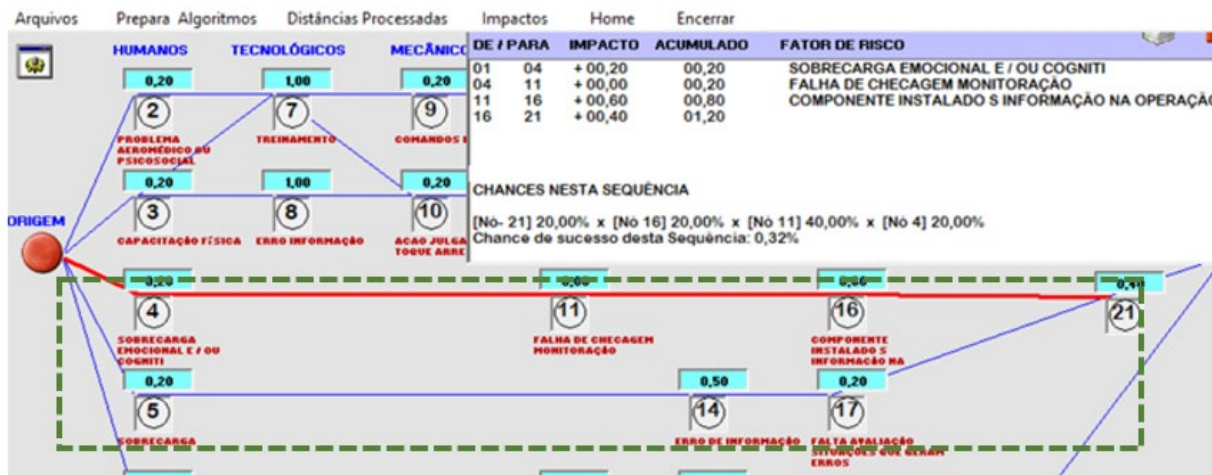 Arquivos Prepara Algoritmos Distâncias Processadas Impactos Home Encerrar
HUMANOS TECNOLÓGICOS MECÂNICO
DE / PARA IMPACTO ACUMULADO FATOR DE RISCO
01 04 + 00,20 00,20 SOBRECARGA EMOCIONAL E / OU COGNITI
04 11 + 00,00 00,20 FALHA DE CHECAGEM MONITORAÇÃO
11 16 + 00,60 00,80 COMPONENTE INSTALADO S INFORMAÇÃO NA OPERAÇÃO
16 21 + 00,40 01,20
CHANCES NESTA SEQUÊNCIA
[Nó- 21] 20,00% x [Nó 16] 20,00% x [Nó 11] 40,00% x [Nó 4] 20,00%
Chance de sucesso desta Sequência: 0,32%
0,20 1,00 0,20
2 7 9
PROBLEMA
AEROMÉDICO OU
PSICOSOCIAL
TREINAMENTO
COMANDOS
0,20 1,00 0,20
3 8 10
CAPACITAÇÃO FÍSICA ERRO INFORMAÇÃO
ACAO JULGA
TOQUE ARRE
ORIGEM
0,20
4 11 16 21
SOBRECARGA
EMOCIONAL E / OU
COGNITI
FALHA DE CHECAGEM
MONITORAÇÃO
COMPONENTE
INSTALADO S
INFORMAÇÃO NA
0,20 0,50 0,20
5 14 17
SOBRECARGA
ERRO DE INFORMAÇÃO
FALTA AVALIAÇÃO
SITUAÇÕES QUE GERAM
ERROS